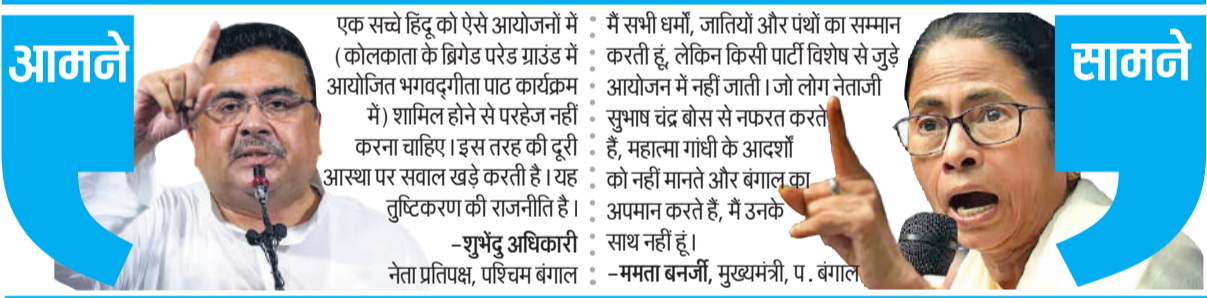 आमने
एक सच्चे हिंदू को ऐसे आयोजनों में
(कोलकाता के ब्रिगेड परेड ग्राउंड में
आयोजित भगवद्गीता पाठ कार्यक्रम
में) शामिल होने से परहेज नहीं
करना चाहिए। इस तरह की दूरी
आस्था पर सवाल खड़े करती है। यह
तुष्टिकरण की राजनीति है।
-शुभेंदु अधिकारी
नेता प्रतिपक्ष, पश्चिम बंगाल
मैं सभी धर्मों, जातियों और पंथों का सम्मान
करती हूं, लेकिन किसी पार्टी विशेष से जुड़े
आयोजन में नहीं जाती। जो लोग नेताजी
सुभाष चंद्र बोस से नफरत करते
हैं, महात्मा गांधी के आदर्शों
को नहीं मानते और बंगाल का
अपमान करते हैं, मैं उनके
साथ नहीं हूं।
-ममता बनर्जी, मुख्यमंत्री, प. बंगाल
सामने